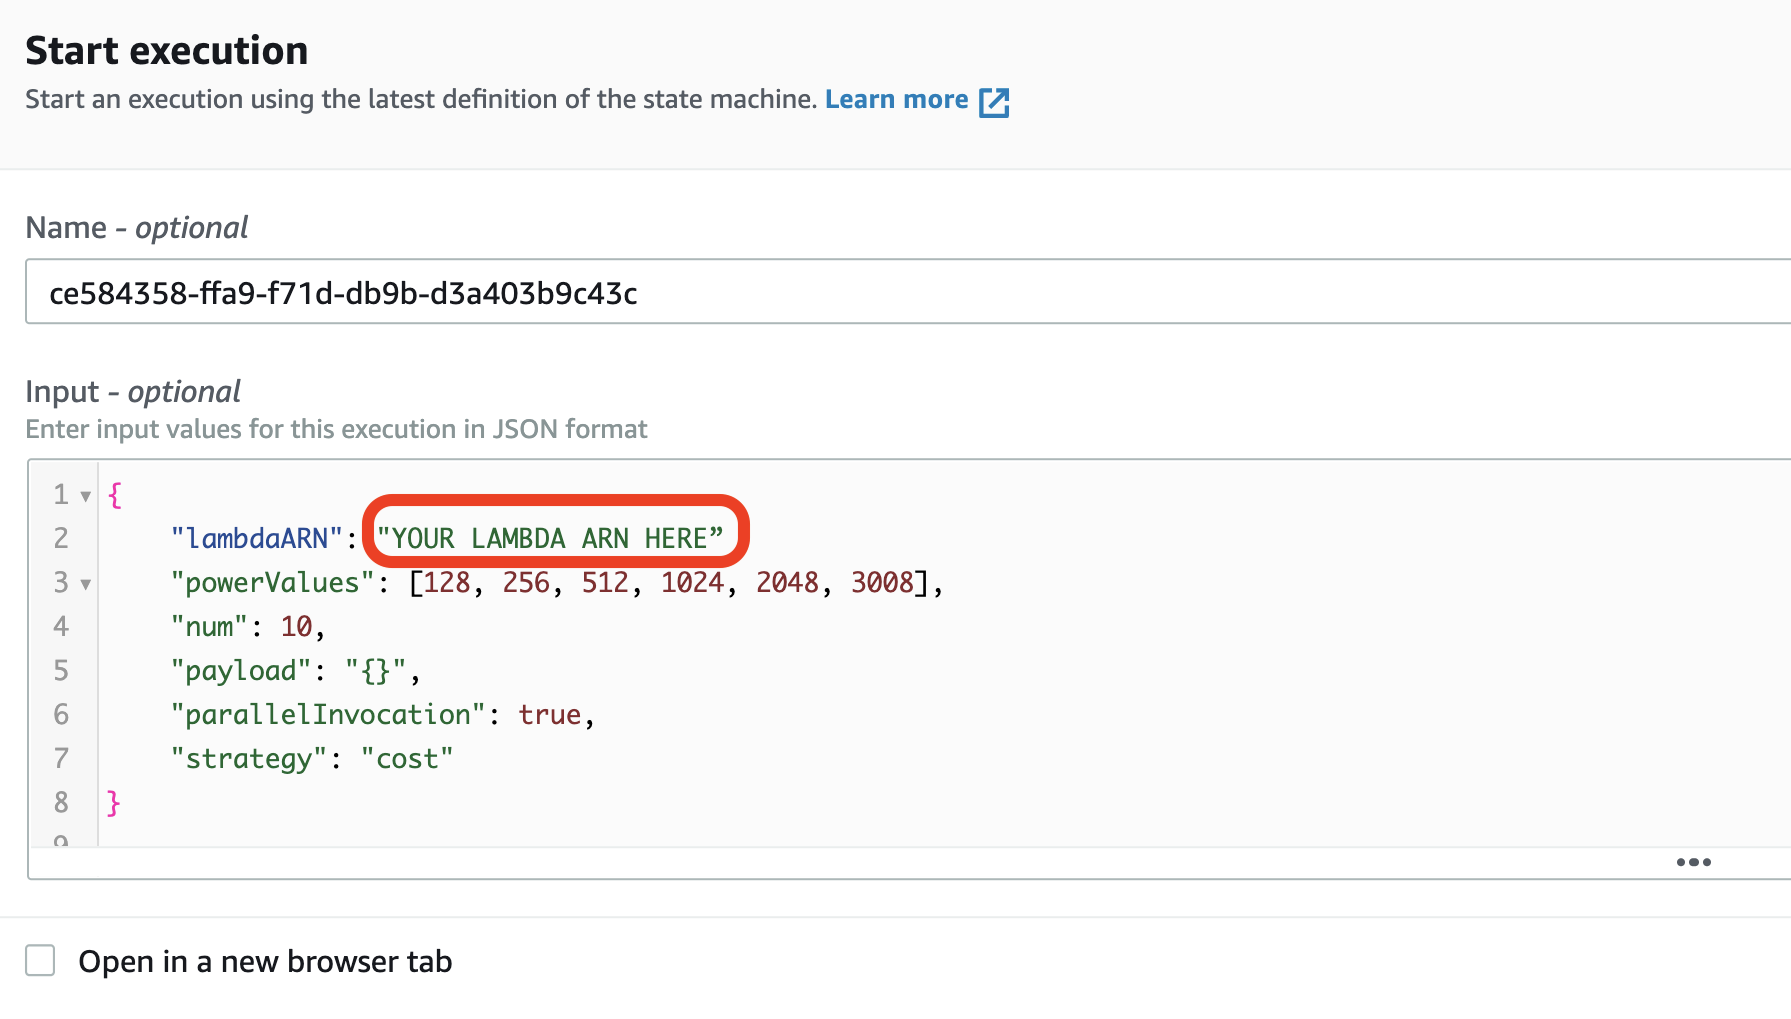 Start execution
Start an execution using the latest definition of the state machine. Learn more
Name - optional
ce584358-ffa9-f71d-db9b-d3a403b9c43c
Input - optional
Enter input values for this execution in JSON format
1 {
2 "lambdaARN": "YOUR LAMBDA ARN HERE”
3 "powerValues": [128, 256, 512, 1024, 2048, 3008],
4 "num": 10,
5 "payload": "{}",
6 "parallelInvocation": true,
7 "strategy": "cost"
8 }
9
Open in a new browser tab